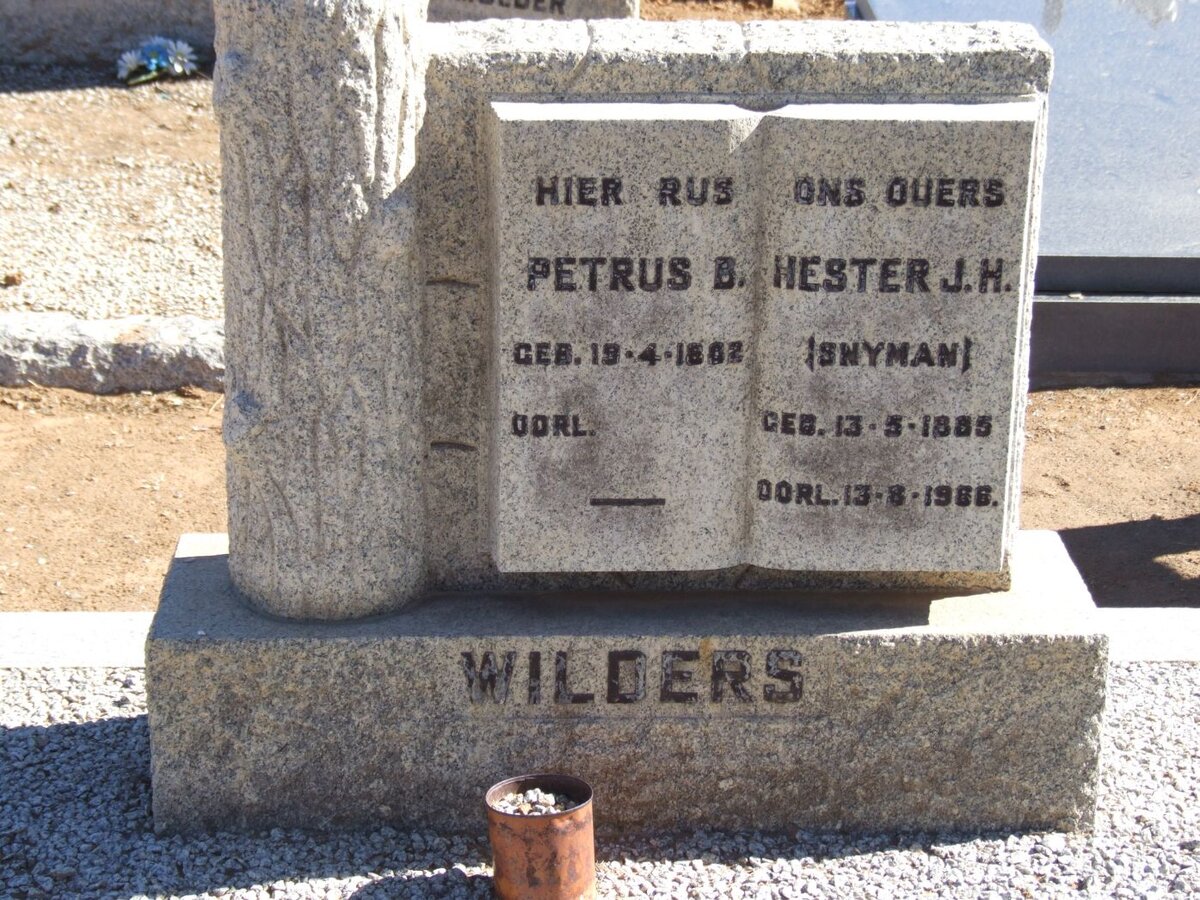 HIER RUS ONS OUERS
PETRUS B.
GEB. 19·4·1882
OORL.
HESTER J.H.
(SNYMAN)
GEB. 13·5·1885
OORL. 13·8·1966.
WILDERS